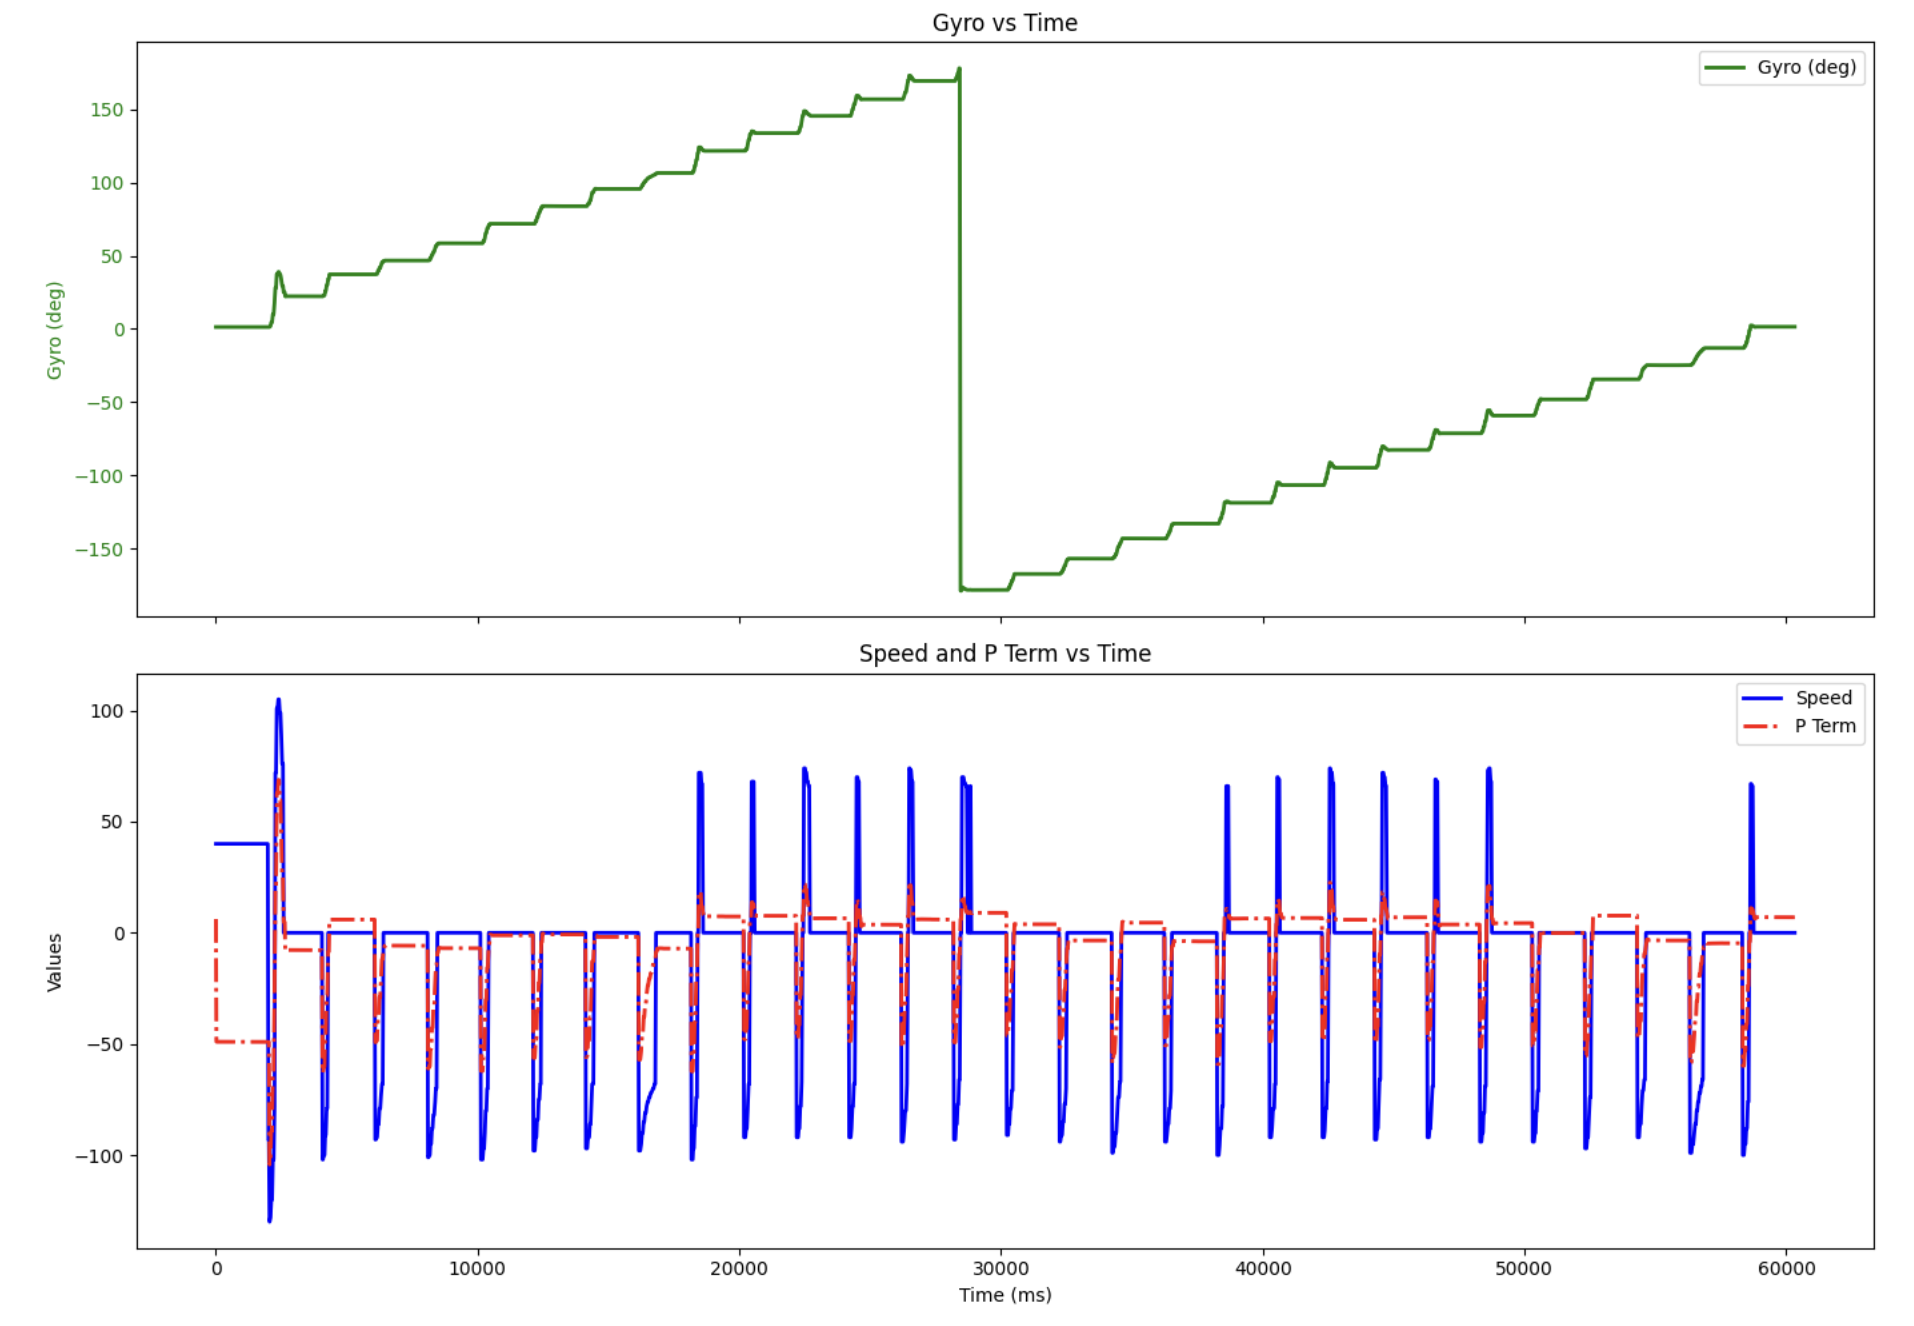 Gyro vs Time
Gyro (deg)
150
100
50
0
−50
−100
−150
Gyro (deg)
Speed and P Term vs Time
Speed
P Term
100
50
0
−50
−100
Values
0 10000 20000 30000 40000 50000 60000
Time (ms)